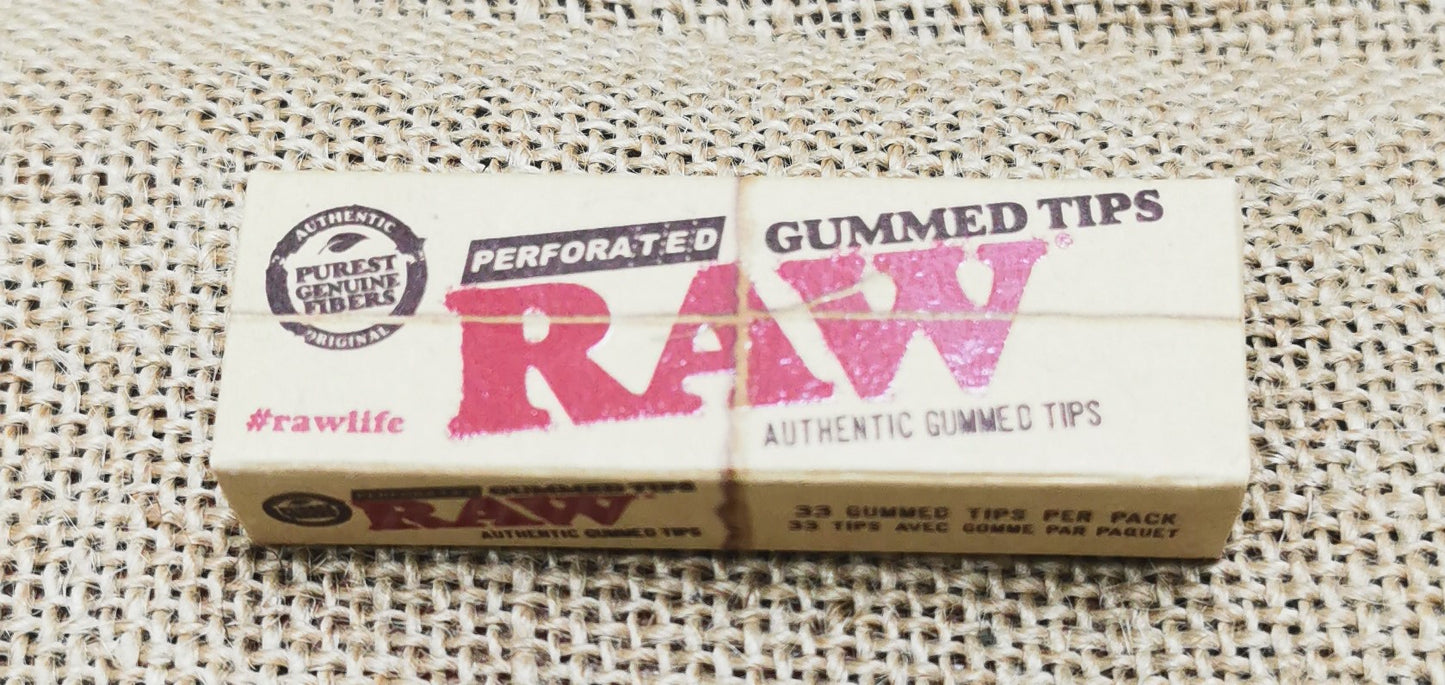 AUTHENTIC
PUREST
GENUINE
FIBERS
ORIGINAL
#rawlife
PERFORATED
GUMMED TIPS
RAW®
AUTHENTIC GUMMED TIPS
PERFORATED GUMMED TIPS
RAW
AUTHENTIC GUMMED TIPS
33 GUMMED TIPS PER PACK
33 TIPS AVEC GOMME PAR PAQUET